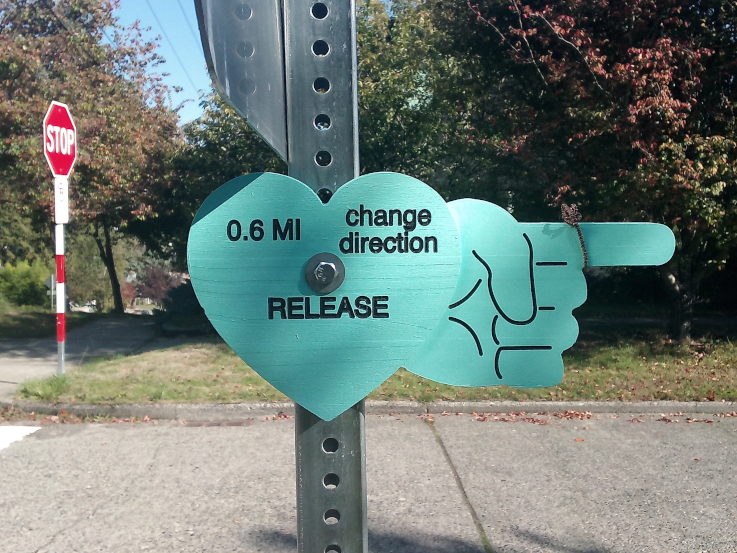 STOP
0.6 MI
change
direction
RELEASE